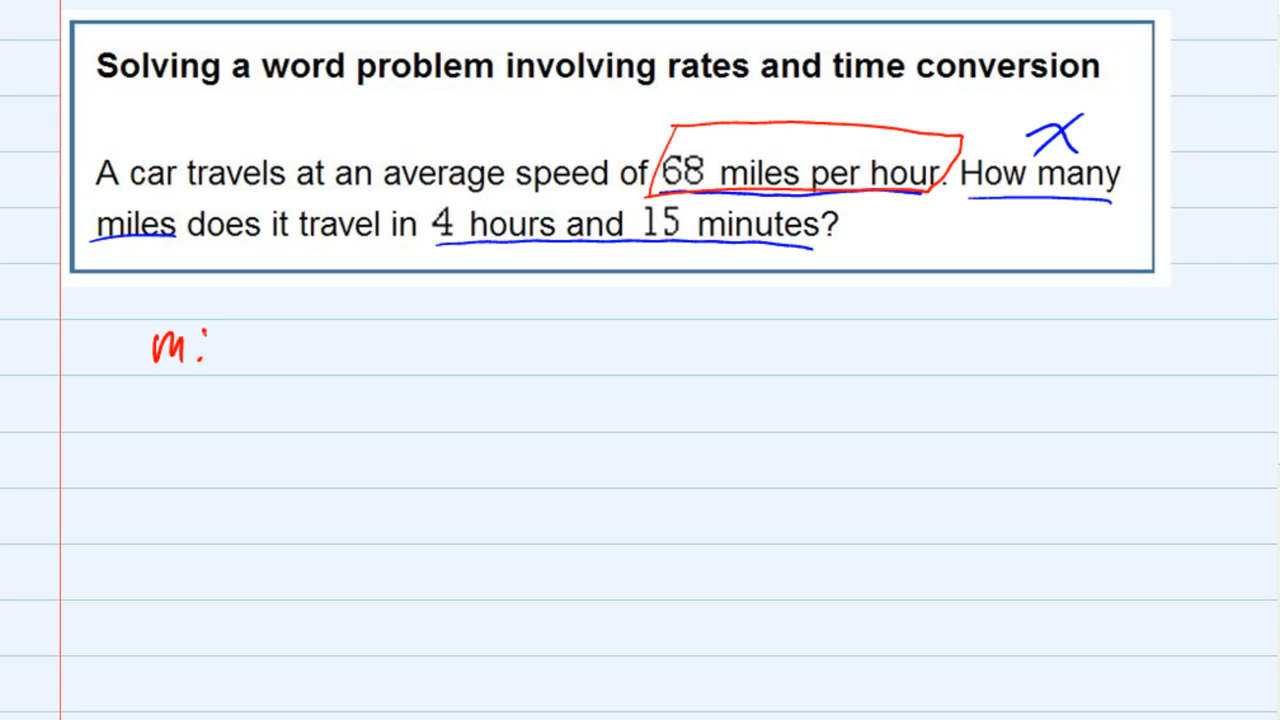 Solving a word problem involving rates and time conversion
x
A car travels at an average speed of 68 miles per hour. How many
miles does it travel in 4 hours and 15 minutes?
m: